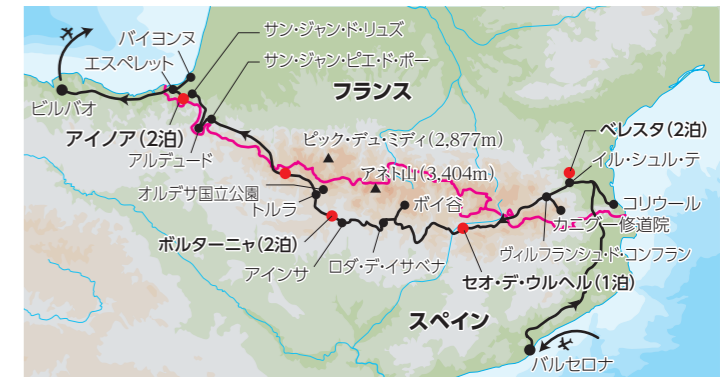 サン・ジャン・ド・リュズ
バイヨンヌ
エスペレット
サン・ジャン・ピエ・ド・ポー
フランス
ビルバオ
アイノア(2泊)
アルデュード
ピック・デュ・ミディ(2,877m)
ベレスタ(2泊)
イル・シュル・テ
アネト山(3,404m)
オルデサ国立公園
トルラ
ボイ谷
コリウール
カニグー修道院
ボルターニャ(2泊)
ヴィルフランシュ・ド・コンフラン
アインサ
ロダ・デ・イサベナ
セオ・デ・ウルヘル(1泊)
スペイン
バルセロナ